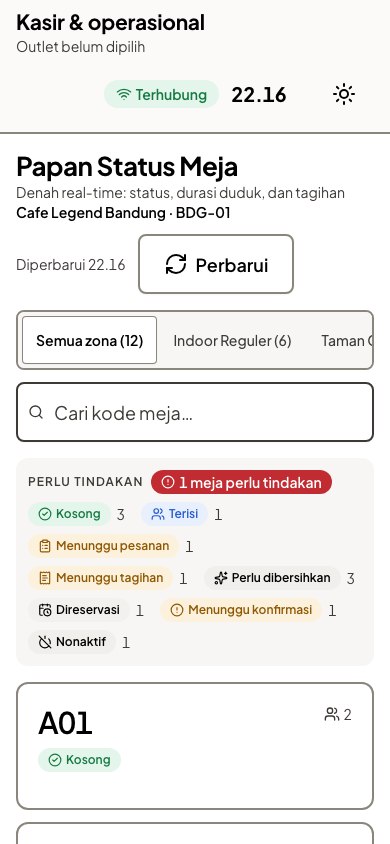 Kasir & operasional
Outlet belum dipilih
Terhubung 22.16
Papan Status Meja
Denah real-time: status, durasi duduk, dan tagihan
Cafe Legend Bandung · BDG-01
Diperbarui 22.16 Perbarui
Semua zona (12) Indoor Reguler (6) Taman
Cari kode meja...
PERLU TINDAKAN 1 meja perlu tindakan
Kosong 3 Terisi 1
Menunggu pesanan 1
Menunggu tagihan 1 Perlu dibersihkan 3
Direservasi 1 Menunggu konfirmasi 1
Nonaktif 1
A01 2
Kosong